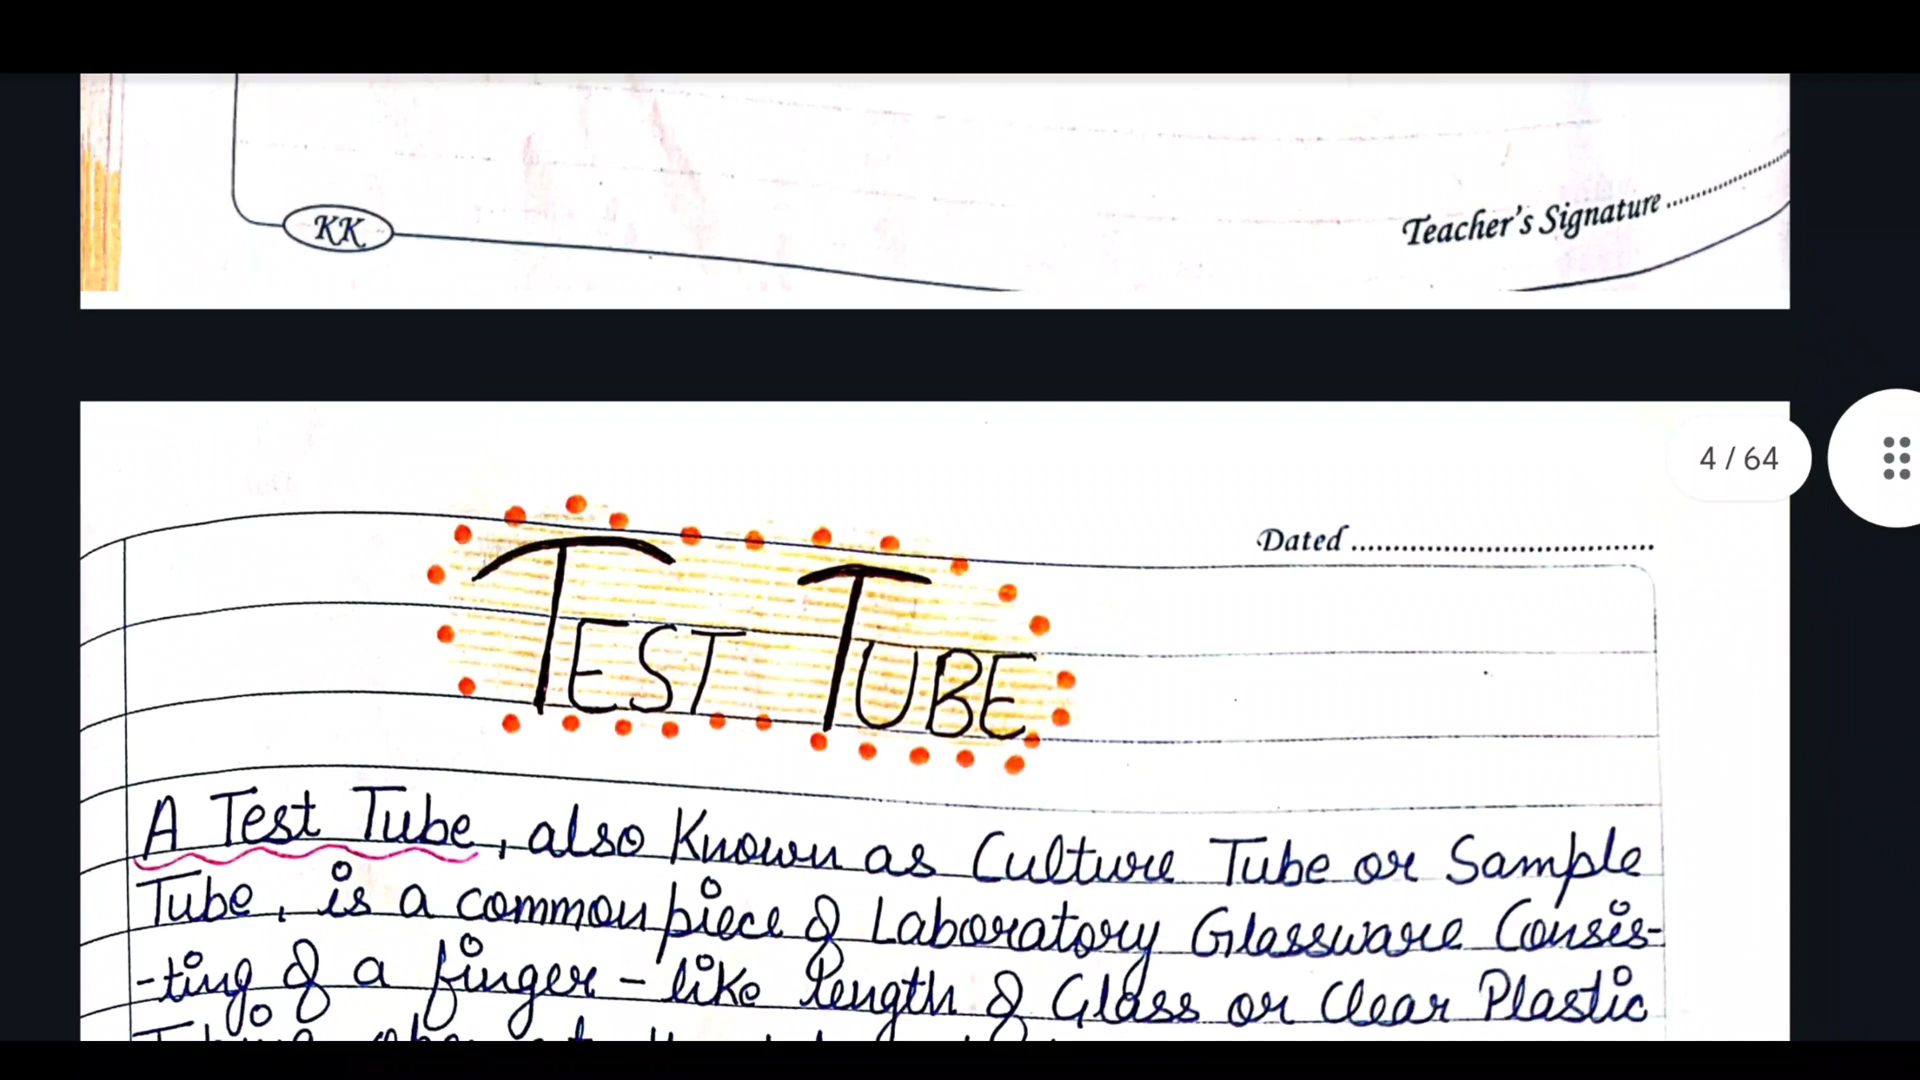 KK
Teacher's Signature
4 / 64
Dated
TEST TUBE
A Test Tube, also Known as Culture Tube or Sample
Tube, is a common piece of Laboratory Glassware Consis-
-ting of a finger - like length of Glass or Clear Plastic